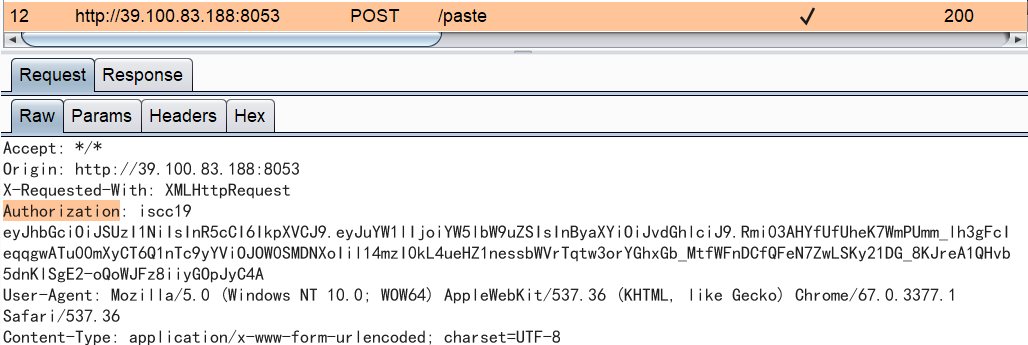 12 http://39.100.83.188:8053 POST /paste ✓ 200
Request Response
Raw Params Headers Hex
Accept: */*
Origin: http://39.100.83.188:8053
X-Requested-With: XMLHttpRequest
Authorization: iscc19
eyJhbGciOiJSUzI1NiIsInR5cCI6IkpXVCJ9.eyJuYW1lIjoiYW5lbW9uZSIsInByaXYiOiJvdGhlciJ9.RmiO3AHYfUfUheK7WmPUmm_lh3gFcI
eqqgwATu00mXyCT6Q1nTc9yYViOJOWOSMDNXoIil14mzI0kL4ueHZ1nessbWVrTqtw3orYGhxGb_MtfWFnDCfQFeN7ZwLSKy21DG_8KJreA1QHvb
5dnKlSgE2-oQoWJFz8iiyGOpJyC4A
User-Agent: Mozilla/5.0 (Windows NT 10.0; WOW64) AppleWebKit/537.36 (KHTML, like Gecko) Chrome/67.0.3377.1
Safari/537.36
Content-Type: application/x-www-form-urlencoded; charset=UTF-8